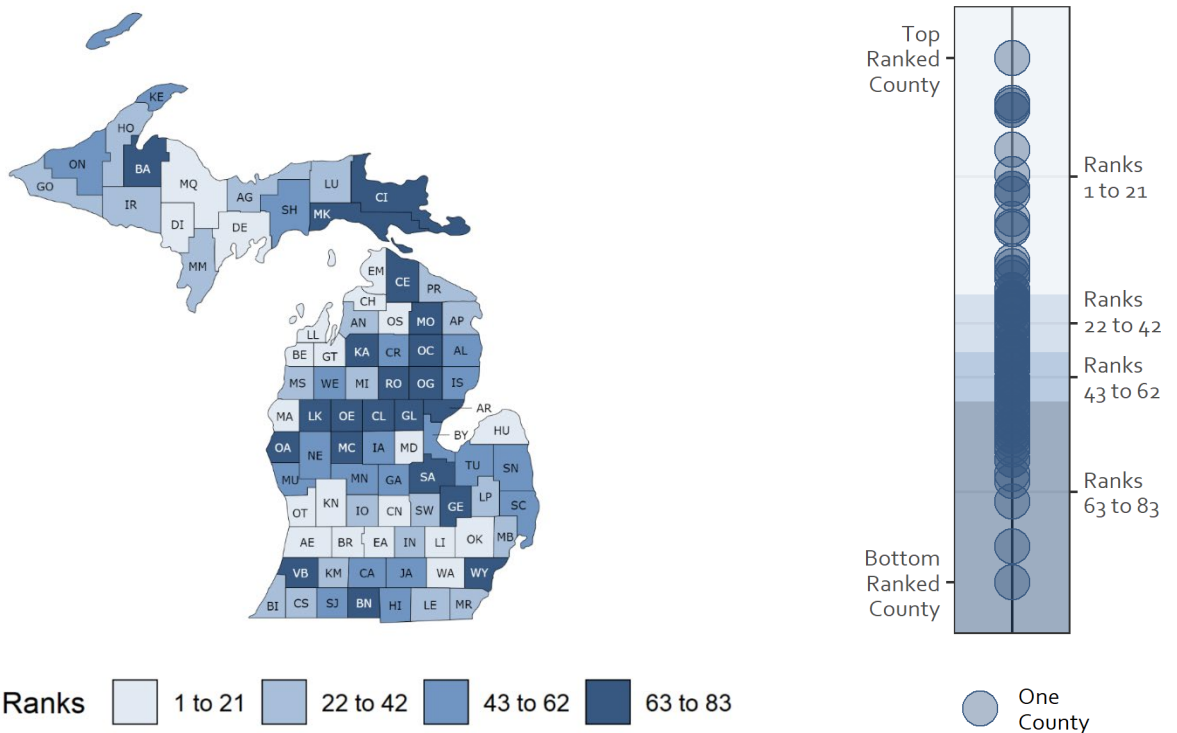 KE
HO
ON
BA
GO
MQ
IR
AG
LU
CI
SH
MK
DI
DE
MM
EM
CE
PR
CH
AN
OS
MO
AP
LL
BE
GT
KA
CR
OC
AL
MS
WE
MI
RO
OG
IS
MA
LK
OE
CL
GL
AR
OA
NE
MC
IA
MD
BY
HU
MU
MN
GA
SA
TU
SN
OT
KN
IO
CN
SW
GE
LP
SC
AE
BR
EA
IN
LI
OK
MB
VB
KM
CA
JA
WA
WY
BI
CS
SJ
BN
HI
LE
MR
Ranks
1 to 21
22 to 42
43 to 62
63 to 83
Top
Ranked
County
Ranks
1 to 21
Ranks
22 to 42
Ranks
43 to 62
Ranks
63 to 83
Bottom
Ranked
County
One
County